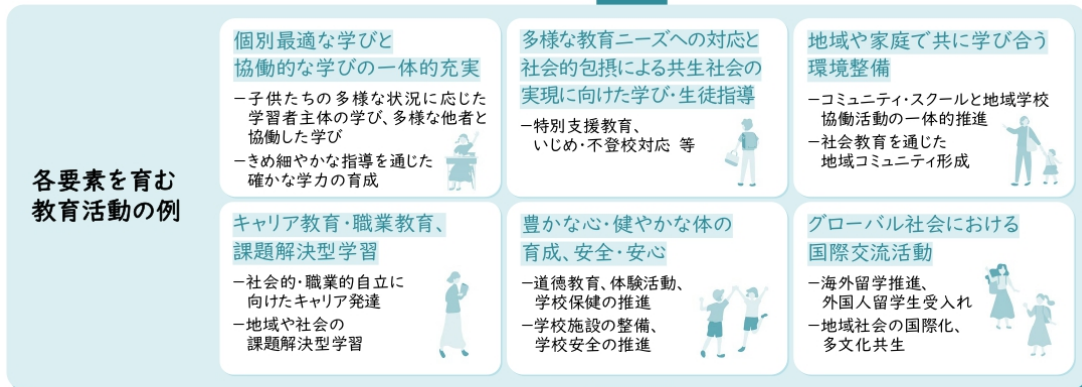 各要素を育む
教育活動の例
個別最適な学びと
協働的な学びの一体的充実
－子供たちの多様な状況に応じた
学習者主体の学び、多様な他者と
協働した学び
－きめ細やかな指導を通じた
確かな学力の育成
多様な教育ニーズへの対応と
社会的包摂による共生社会の
実現に向けた学び・生徒指導
－特別支援教育、
いじめ・不登校対応 等
地域や家庭で共に学び合う
環境整備
－コミュニティ・スクールと地域学校
協働活動の一体的推進
－社会教育を通じた
地域コミュニティ形成
キャリア教育・職業教育、
課題解決型学習
－社会的・職業的自立に
向けたキャリア発達
－地域や社会の
課題解決型学習
豊かな心・健やかな体の
育成、安全・安心
－道徳教育、体験活動、
学校保健の推進
－学校施設の整備、
学校安全の推進
グローバル社会における
国際交流活動
－海外留学推進、
外国人留学生受入れ
－地域社会の国際化、
多文化共生